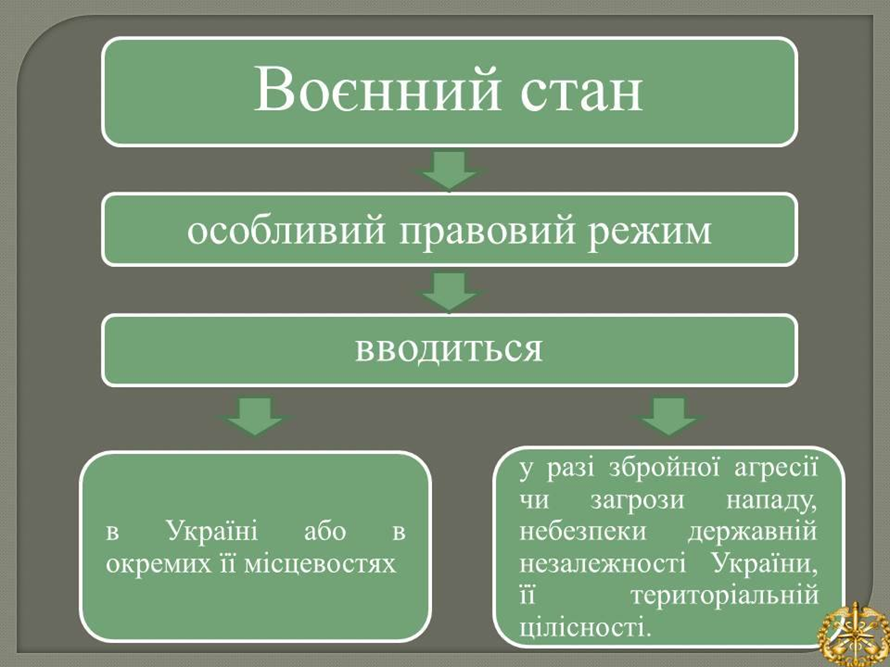 Воєнний стан
особливий правовий режим
вводиться
в Україні або в
окремих її місцевостях
у разі збройної агресії
чи загрози нападу,
небезпеки державній
незалежності України,
її територіальній
цілісності.